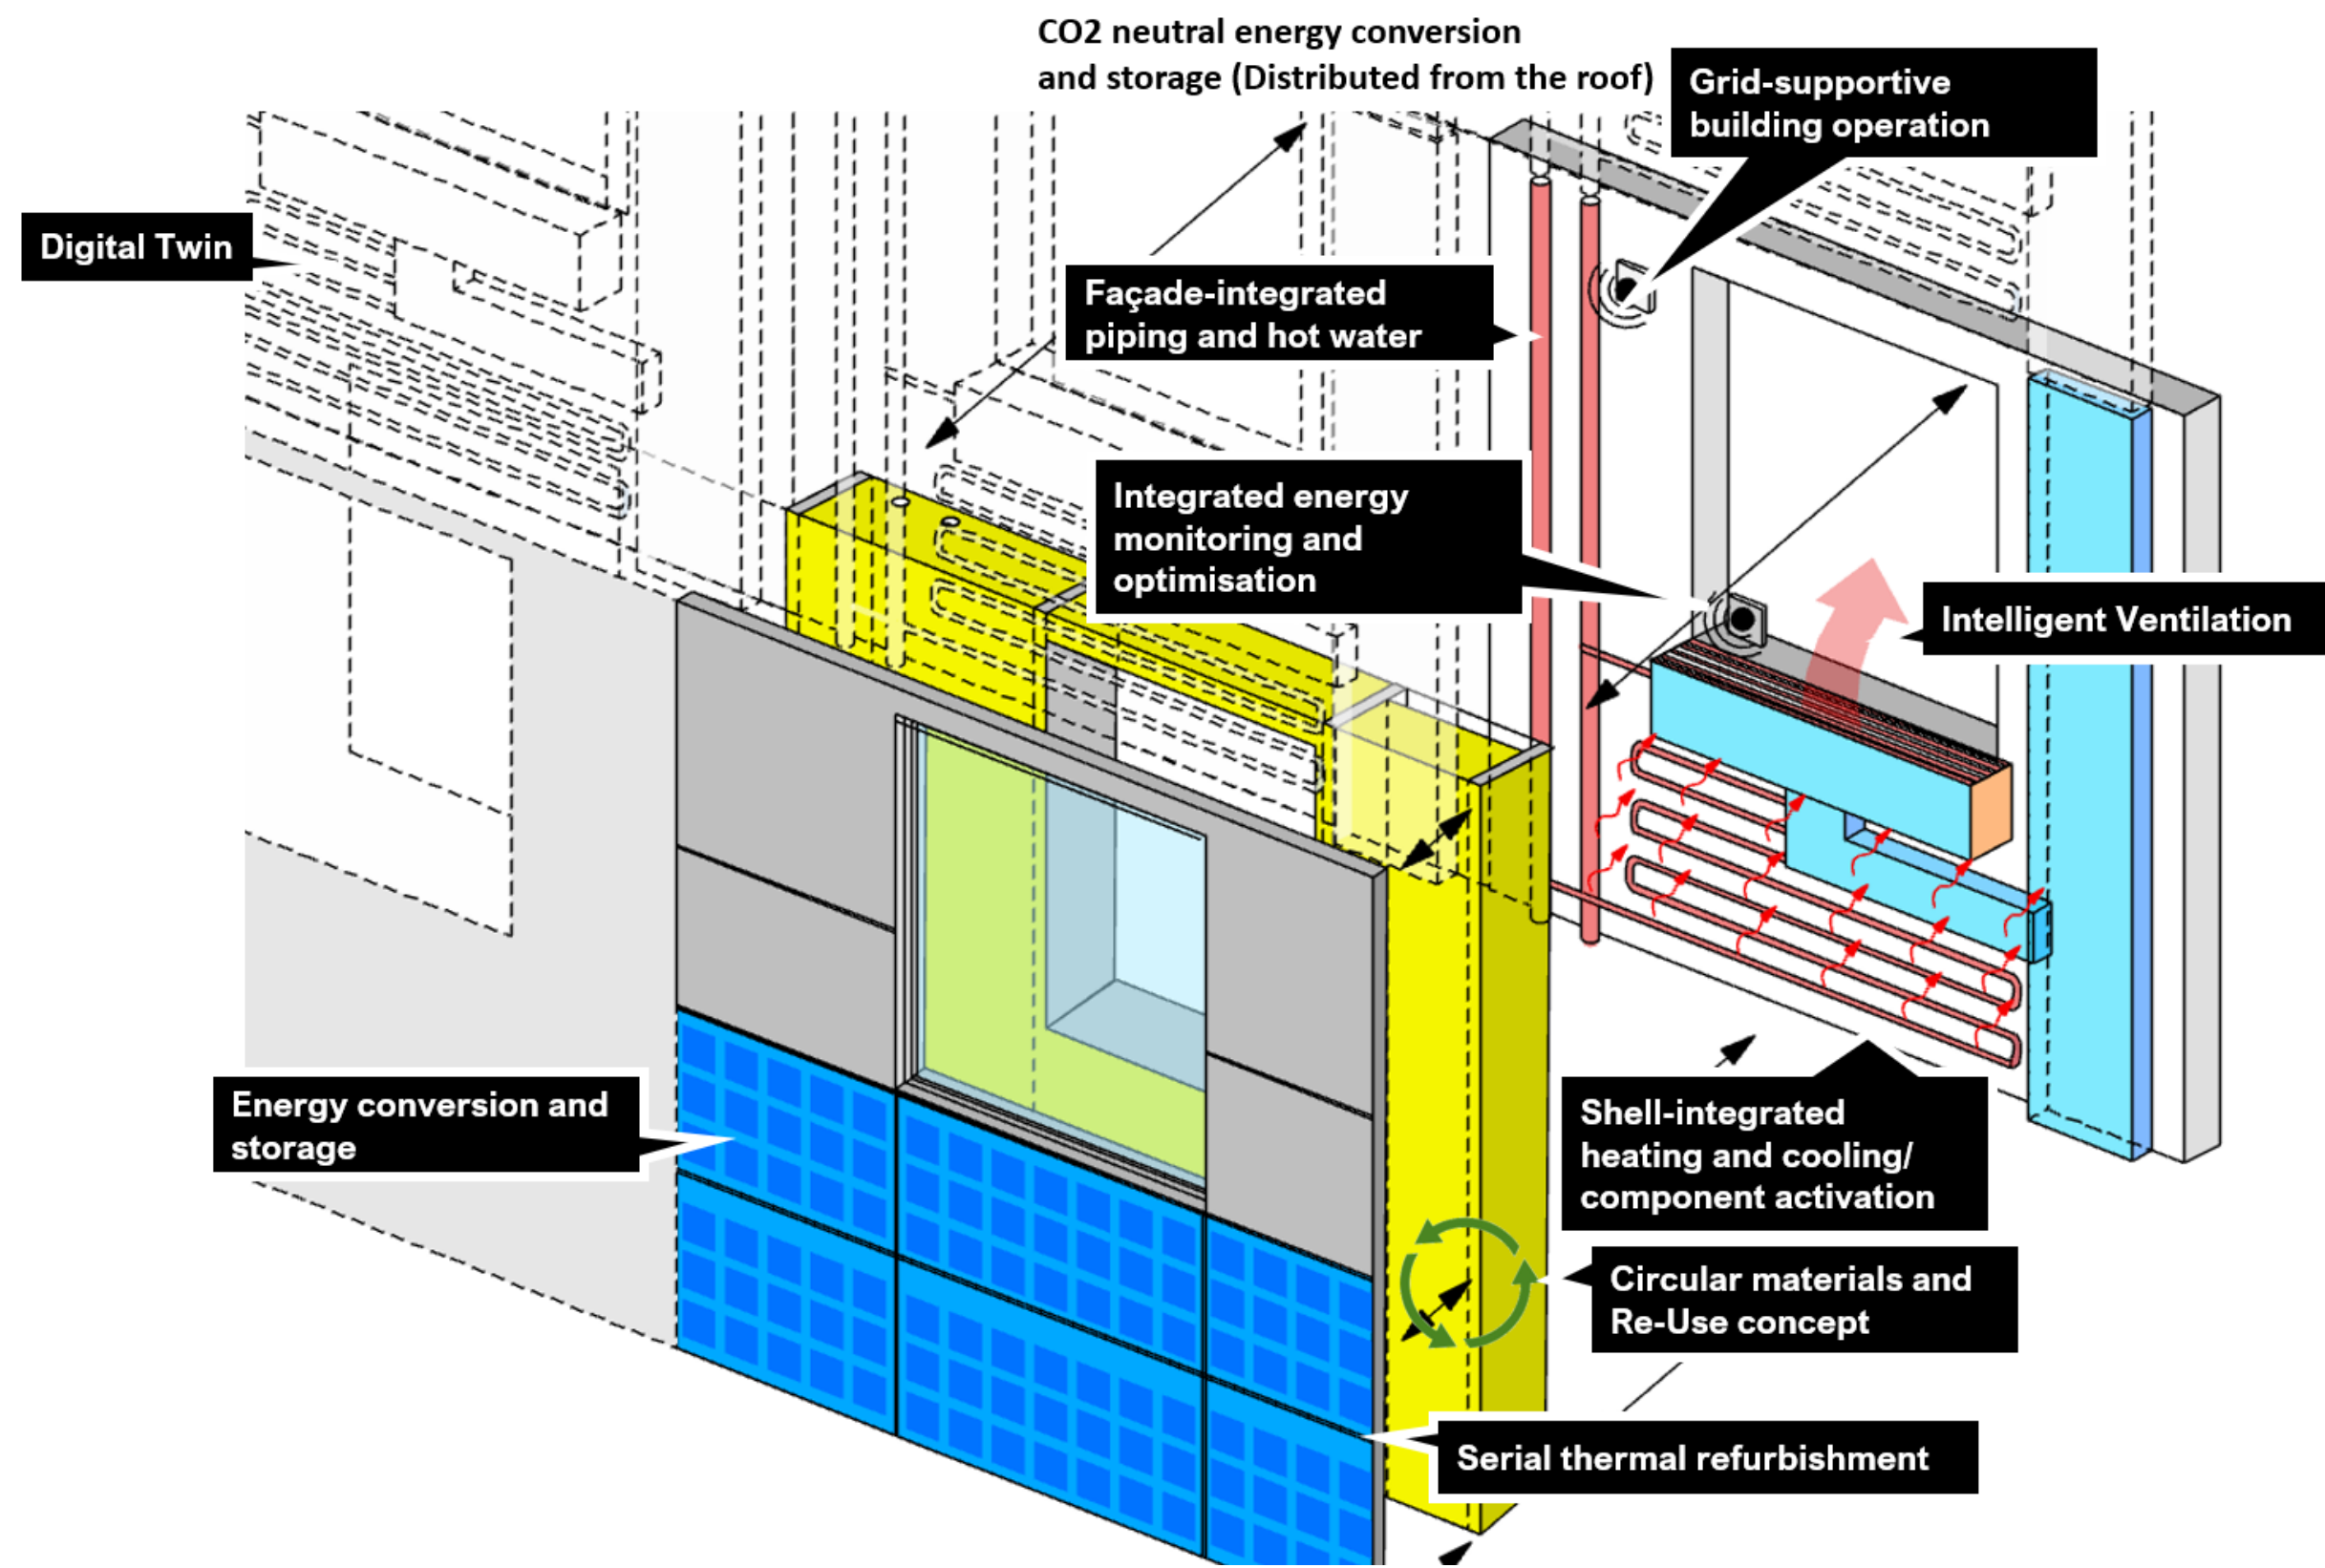 CO2 neutral energy conversion
and storage (Distributed from the roof)
Grid-supportive
building operation
Digital Twin
Façade-integrated
piping and hot water
Integrated energy
monitoring and
optimisation
Intelligent Ventilation
Energy conversion and
storage
Shell-integrated
heating and cooling/
component activation
Circular materials and
Re-Use concept
Serial thermal refurbishment